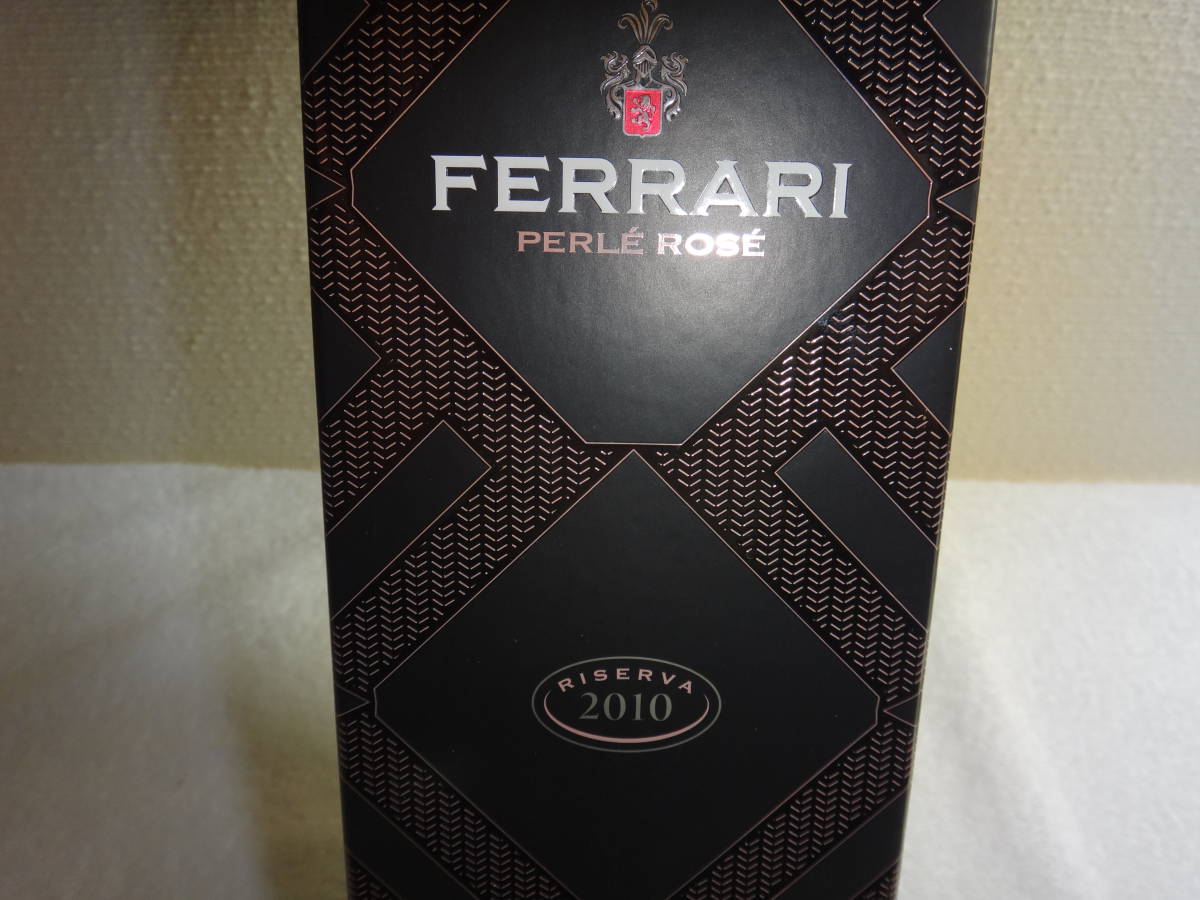 FERRARI
PERLÉ ROSÉ
RISERVA
2010